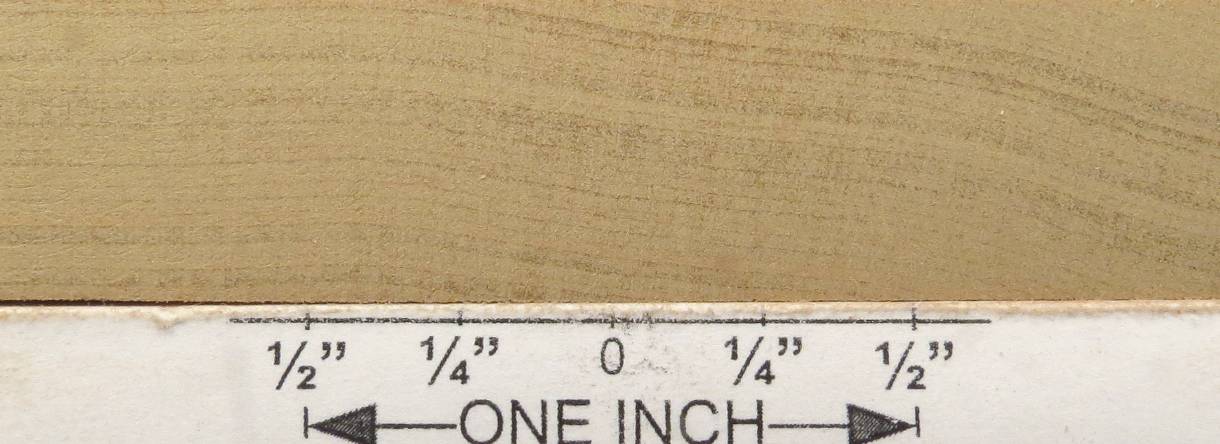 ½” ¼” 0 ¼” ½”
ONE INCH